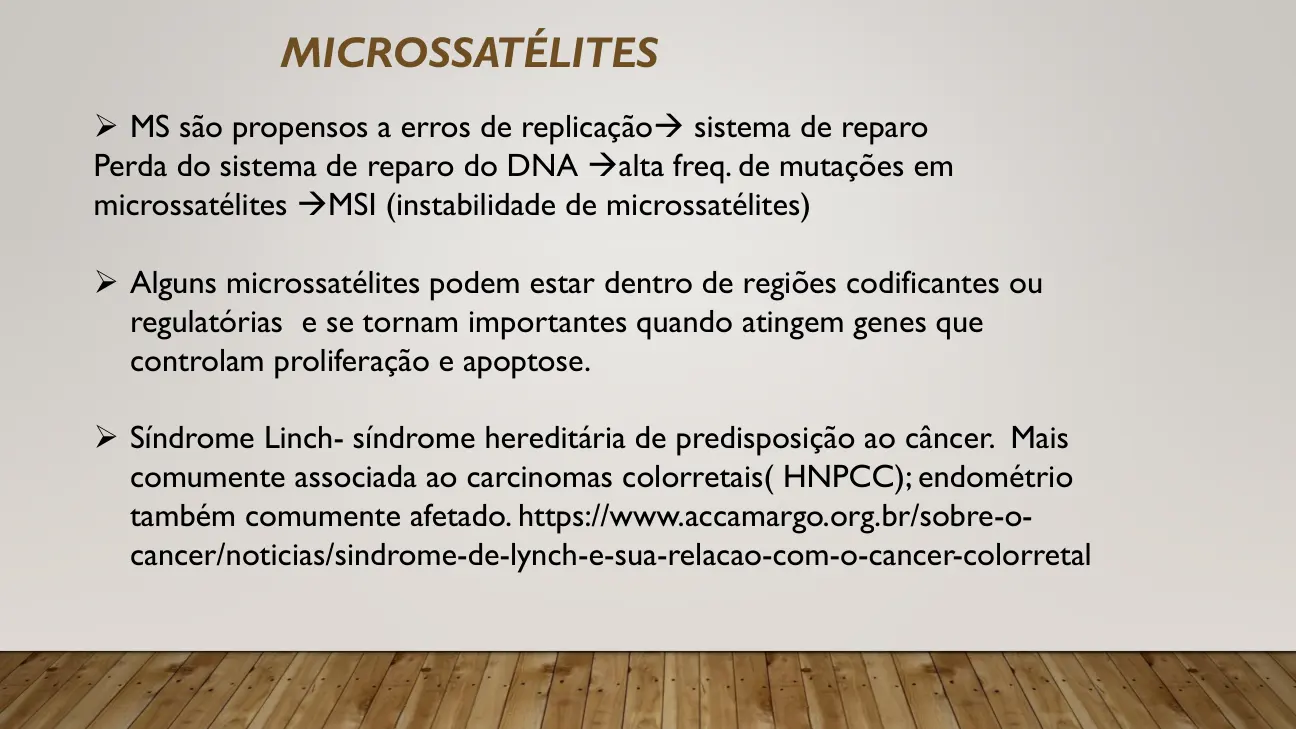 MICROSSATÉLITES
➢ MS são propensos a erros de replicação→ sistema de reparo
Perda do sistema de reparo do DNA →alta freq. de mutações em
microssatélites →MSI (instabilidade de microssatélites)
➢ Alguns microssatélites podem estar dentro de regiões codificantes ou
regulatórias e se tornam importantes quando atingem genes que
controlam proliferação e apoptose.
➢ Síndrome Linch- síndrome hereditária de predisposição ao câncer. Mais
comumente associada ao carcinomas colorretais( HNPCC); endométrio
também comumente afetado. https://www.accamargo.org.br/sobre-o-
cancer/noticias/sindrome-de-lynch-e-sua-relacao-com-o-cancer-colorretal